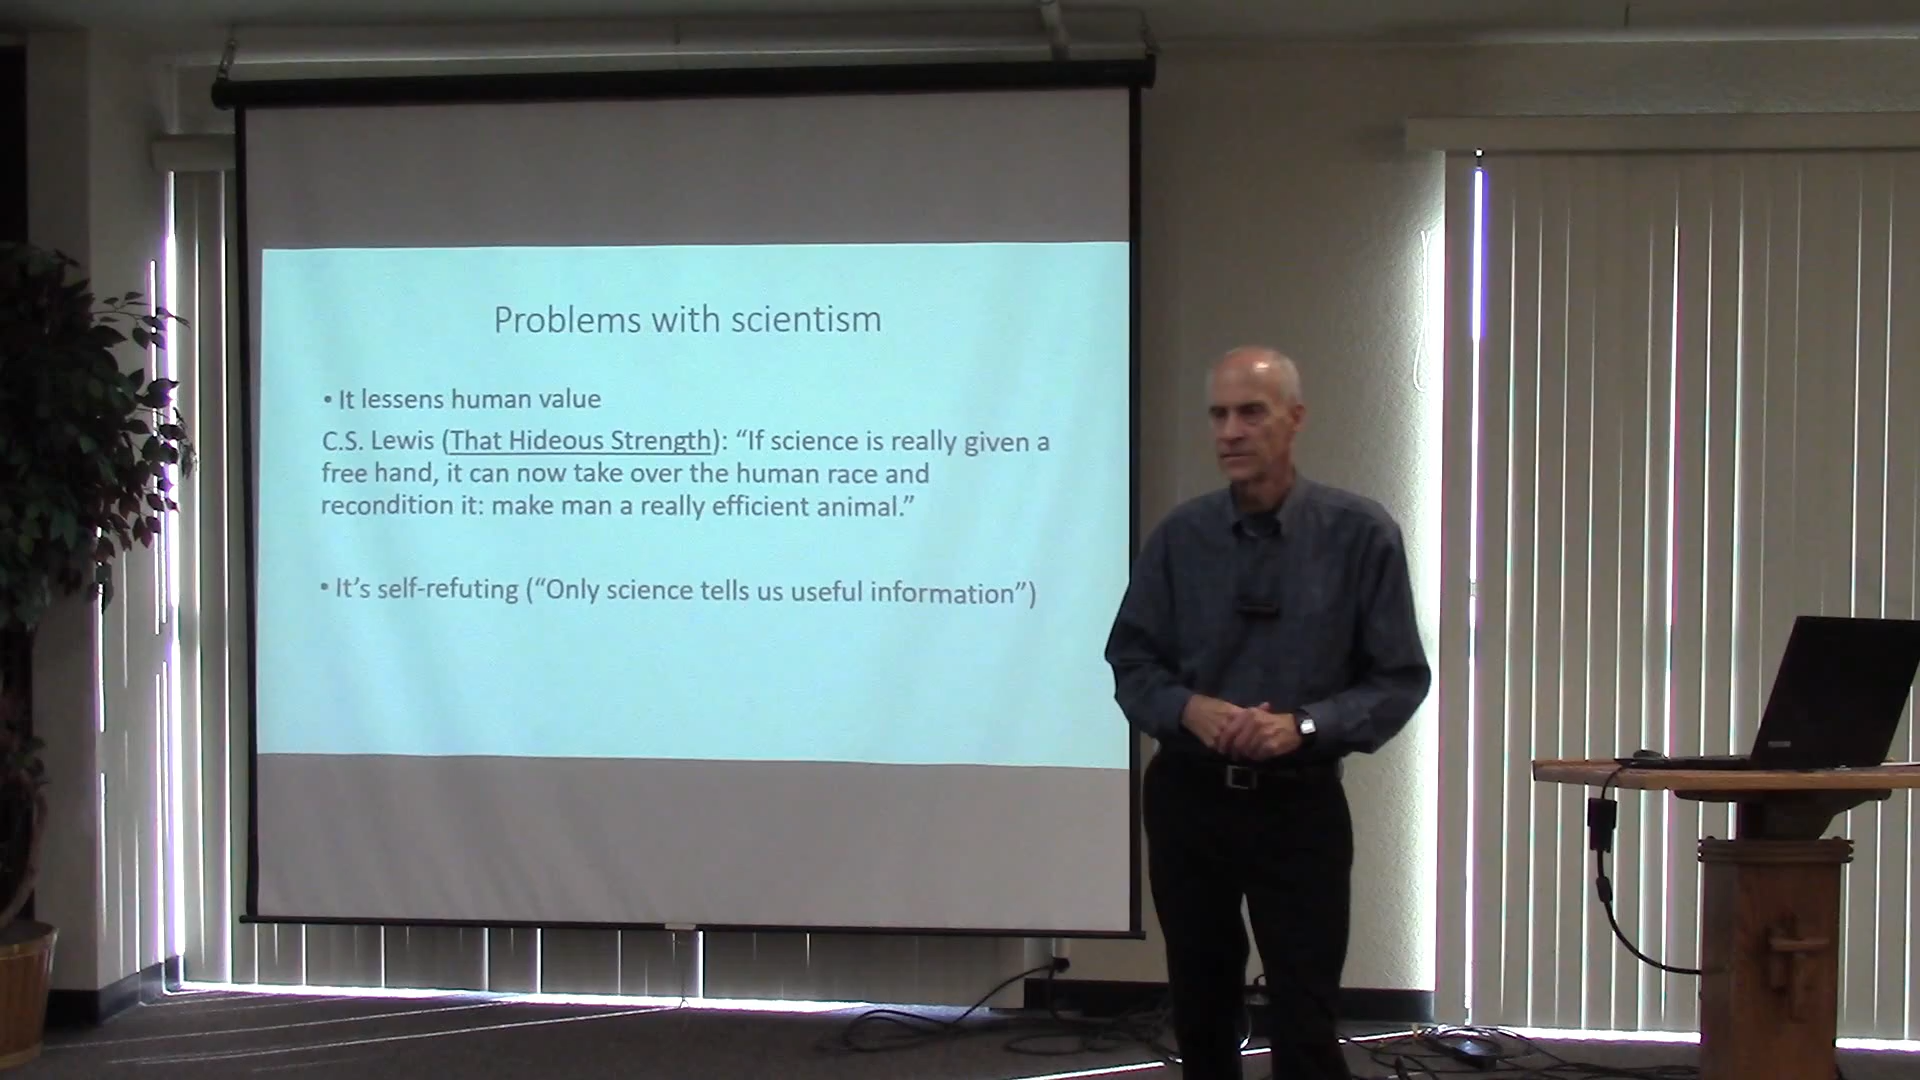 Problems with scientism
• It lessens human value
C.S. Lewis (That Hideous Strength): “If science is really given a
free hand, it can now take over the human race and
recondition it: make man a really efficient animal.”
• It’s self-refuting (“Only science tells us useful information”)